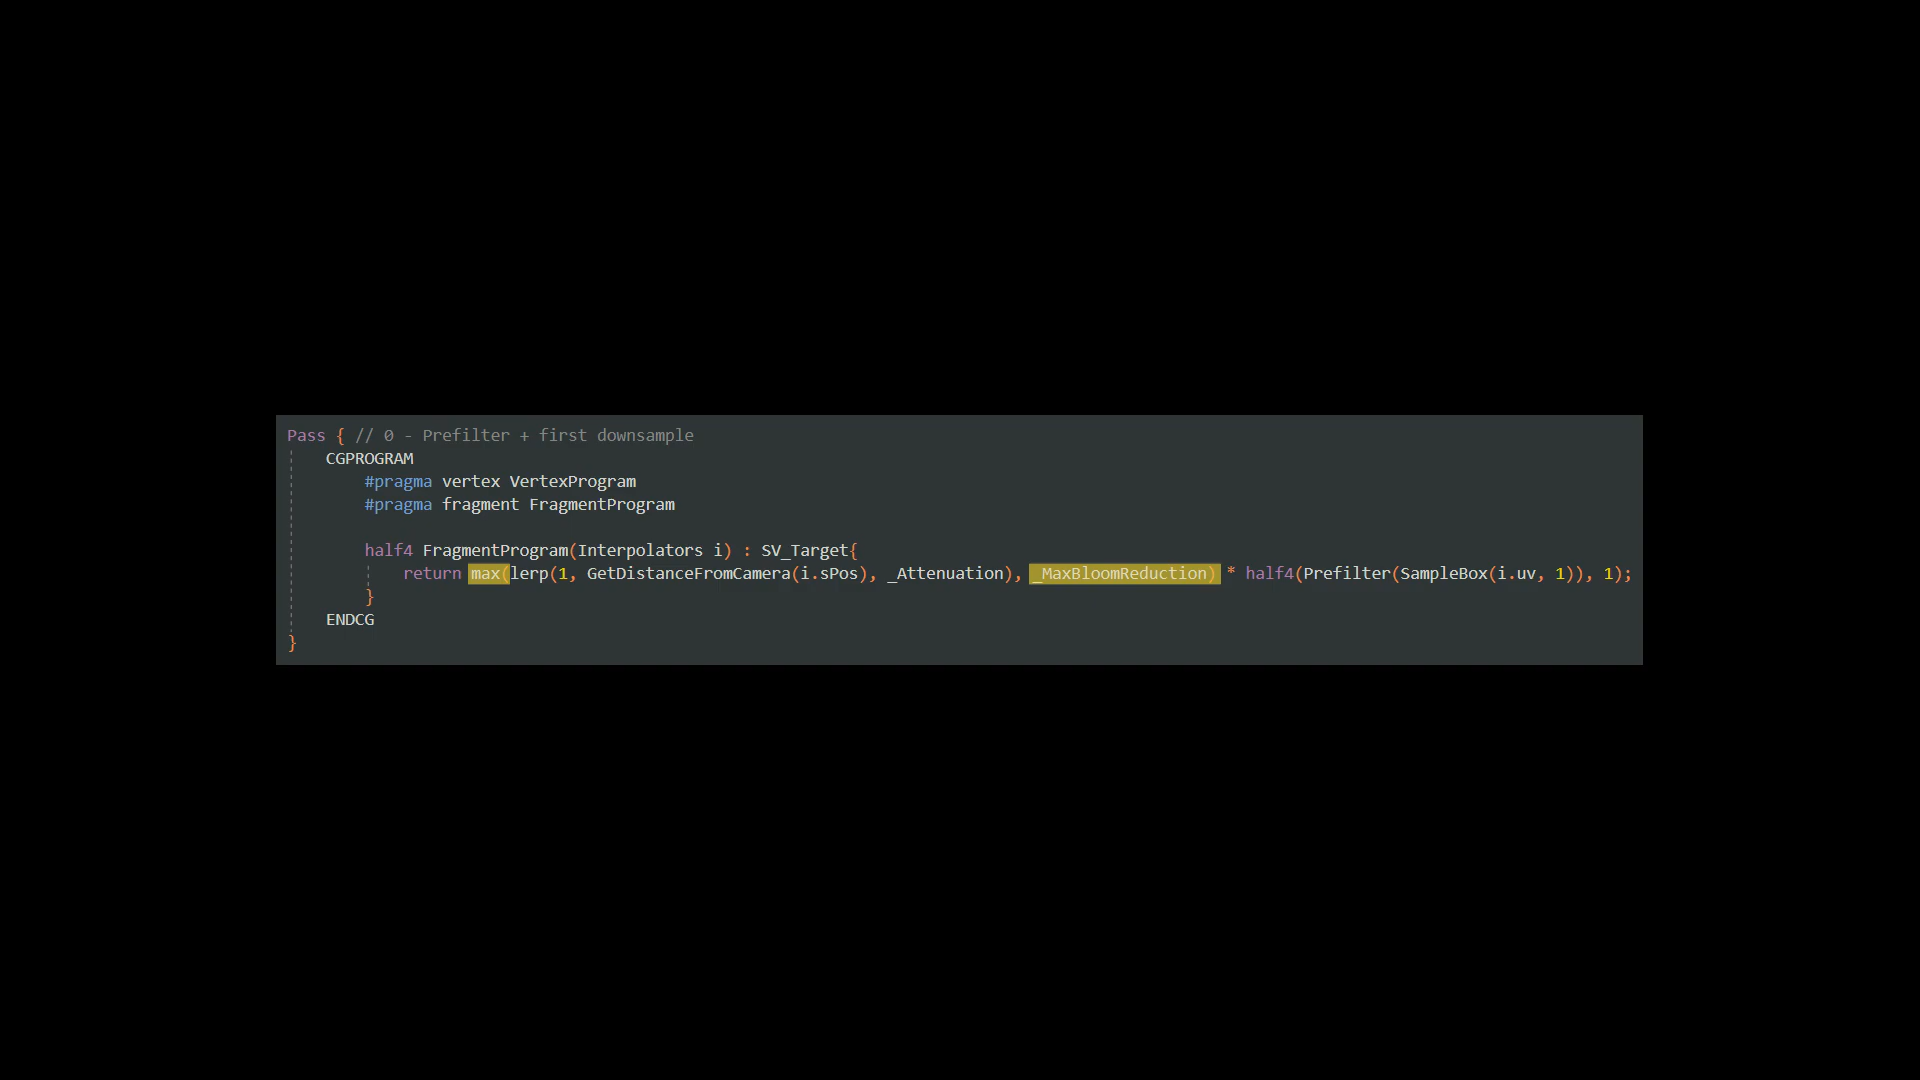 Pass { // 0 - Prefilter + first downsample
CGPROGRAM
#pragma vertex VertexProgram
#pragma fragment FragmentProgram
half4 FragmentProgram(Interpolators i) : SV_Target{
return max(lerp(1, GetDistanceFromCamera(i.sPos), _Attenuation), _MaxBloomReduction) * half4(Prefilter(SampleBox(i.uv, 1)), 1);
}
ENDCG
}